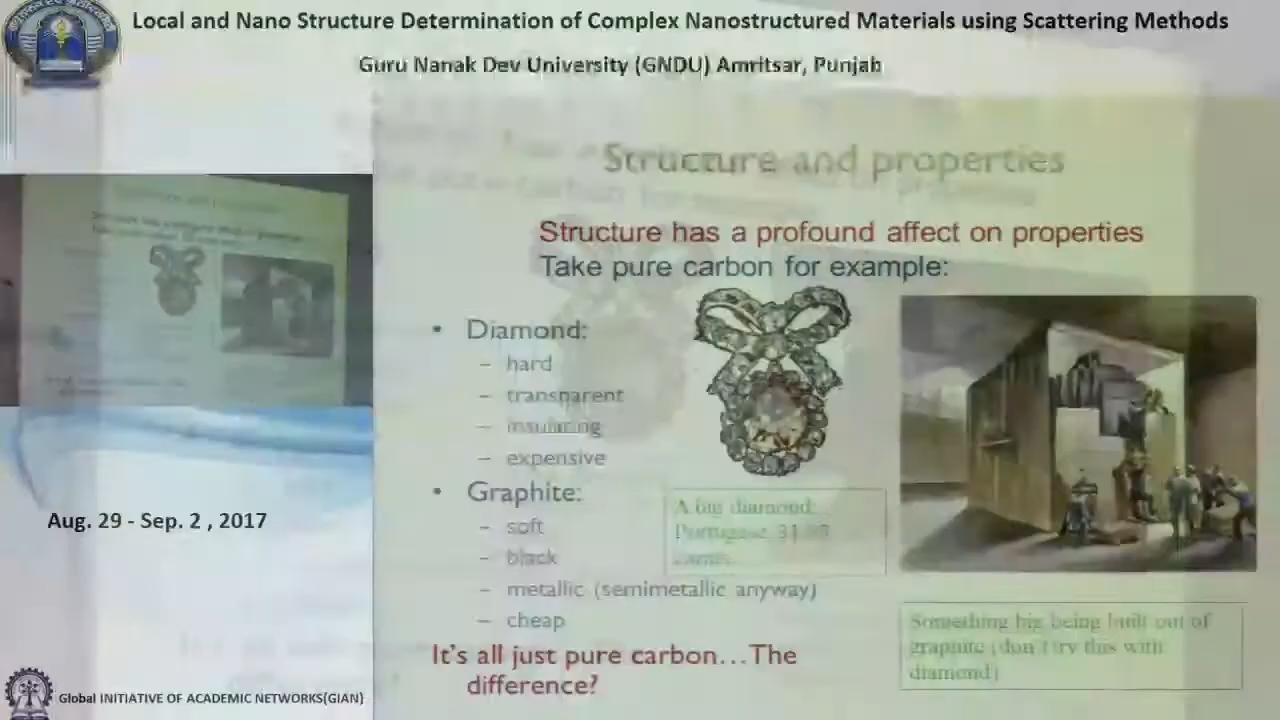 Local and Nano Structure Determination of Complex Nanostructured Materials using Scattering Methods
Guru Nanak Dev University (GNDU) Amritsar, Punjab
Structure and properties
Structure has a profound affect on properties
Take pure carbon for example:
• Diamond:
– hard
– transparent
– insulating
– expensive
• Graphite:
– soft
– black
– metallic (semimetallic anyway)
– cheap
It's all just pure carbon...The
difference?
A big diamond:
Portugese
Something big being built out of
graphite (don't try this with
diamond)
Aug. 29 - Sep. 2 , 2017
Global INITIATIVE OF ACADEMIC NETWORKS(GIAN)